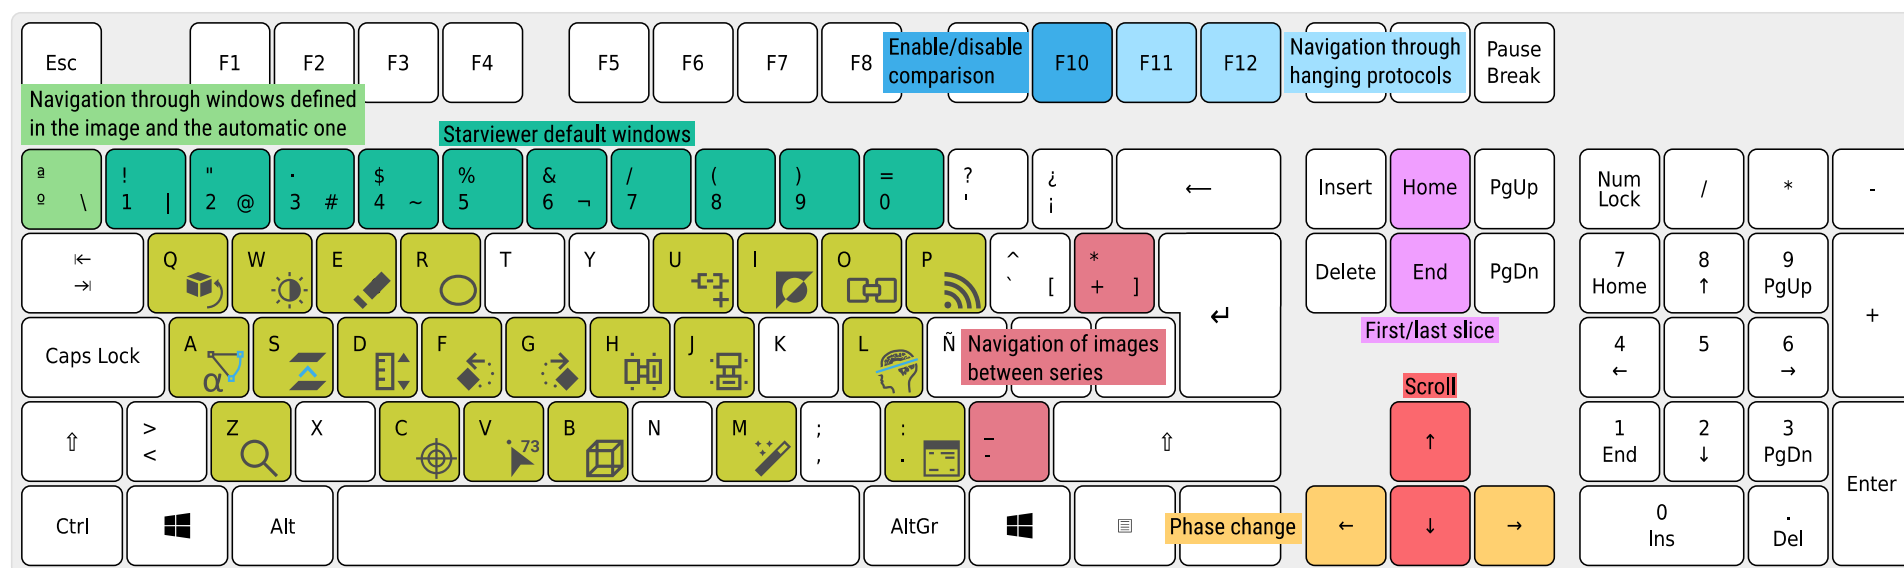 Esc F1 F2 F3 F4 F5 F6 F7 F8 Enable/disable comparison F10 F11 F12 Navigation through hanging protocols Pause Break
Navigation through windows defined
in the image and the automatic one
Starviewer default windows
ª º \ ! 1 | " 2 @ · 3 # $ 4 ~ % 5 & 6 ¬ / 7 ( 8 ) 9 = 0 ? ' ¿ ¡ ← Insert Home PgUp Num Lock / * -
⇤ ⇥ Q W E R T Y U I O P ^ ` [ * + ] ↵ Delete End PgDn 7 Home 8 ↑ 9 PgUp +
First/last slice
Caps Lock A α S D F G H J K L Ñ Navigation of images between series 4 ← 5 6 →
Scroll
⇧ > < Z X C V 73 B N M ; , : . _ - ⇧ ↑ 1 End 2 ↓ 3 PgDn Enter
Ctrl Alt AltGr Phase change ← ↓ → 0 Ins . Del